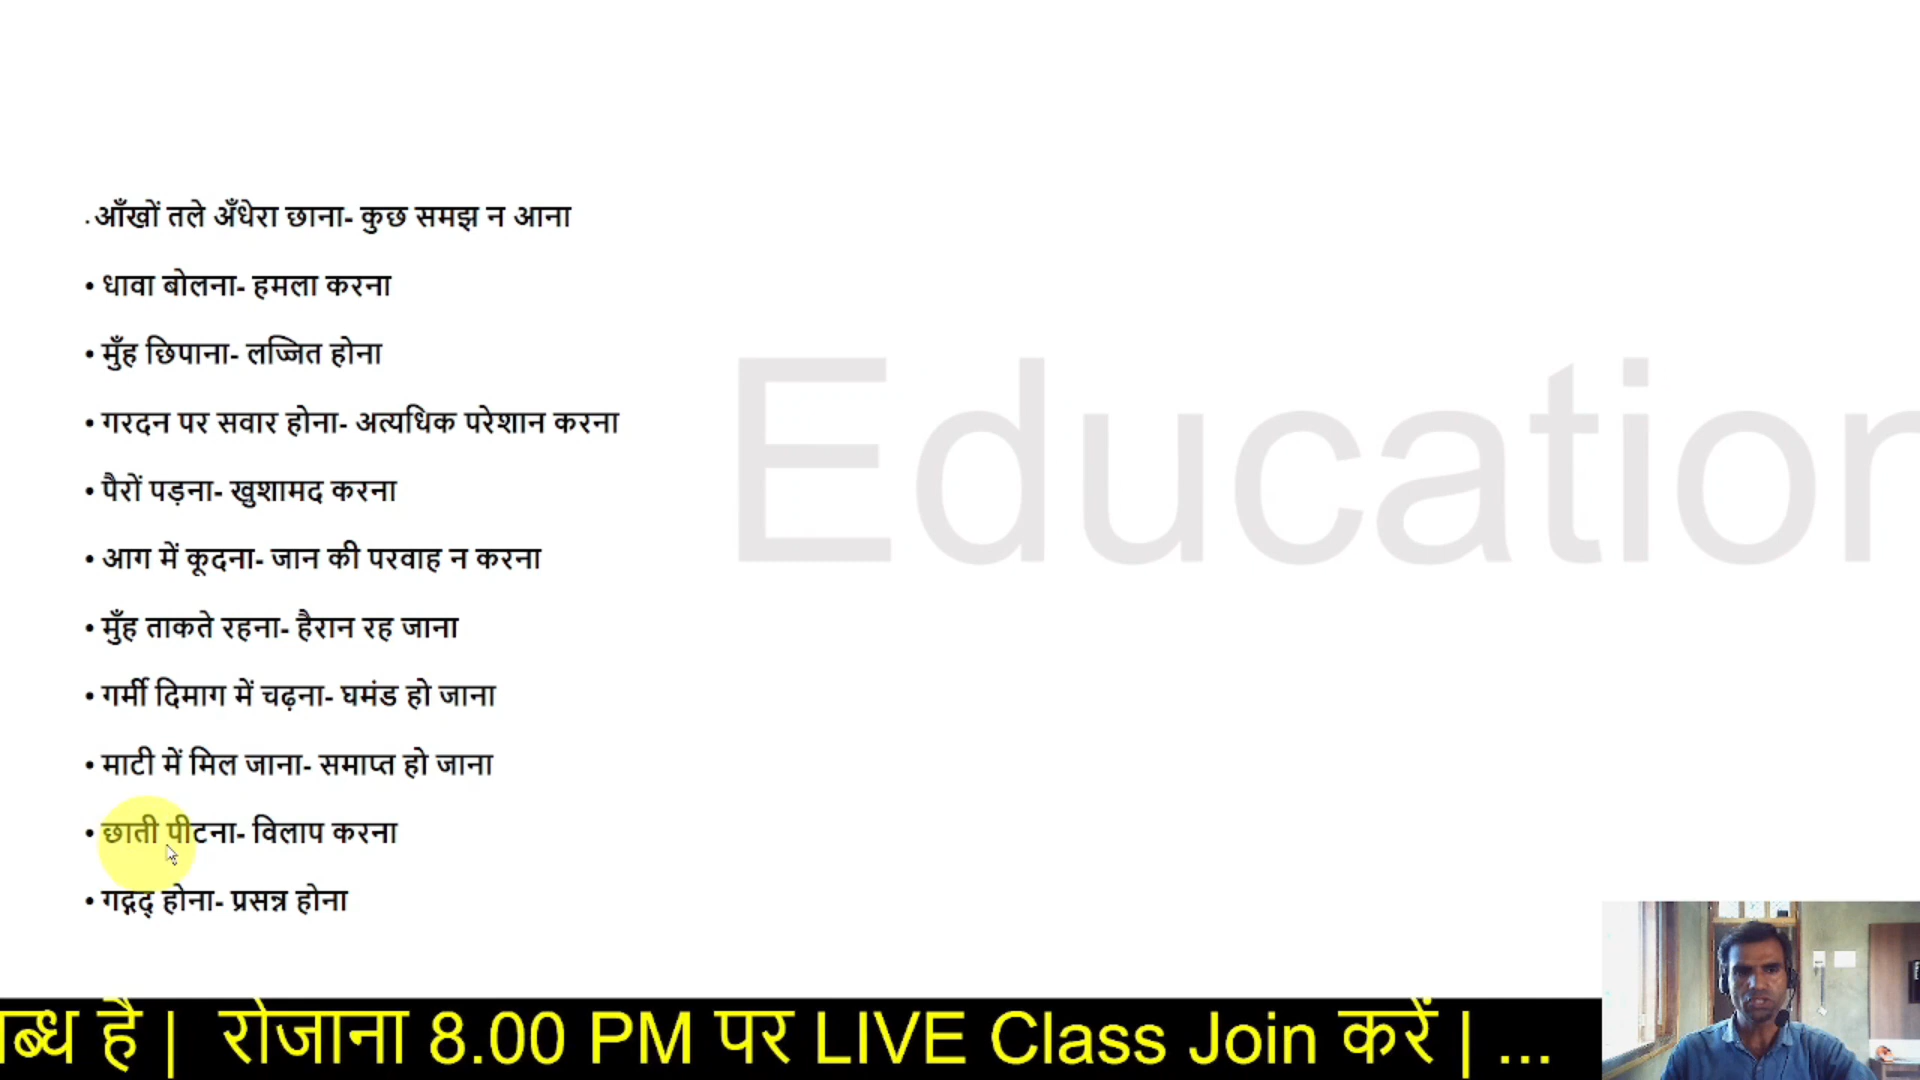 . आँखों तले अँधेरा छाना- कुछ समझ न आना
• धावा बोलना- हमला करना
• मुँह छिपाना- लज्जित होना
• गरदन पर सवार होना- अत्यधिक परेशान करना
• पैरों पड़ना- खुशामद करना
• आग में कूदना- जान की परवाह न करना
• मुँह ताकते रहना- हैरान रह जाना
• गर्मी दिमाग में चढ़ना- घमंड हो जाना
• माटी में मिल जाना- समाप्त हो जाना
• छाती पीटना- विलाप करना
• गद्गद् होना- प्रसन्न होना
Education
है | रोजाना 8.00 PM पर LIVE Class Join करें | ...